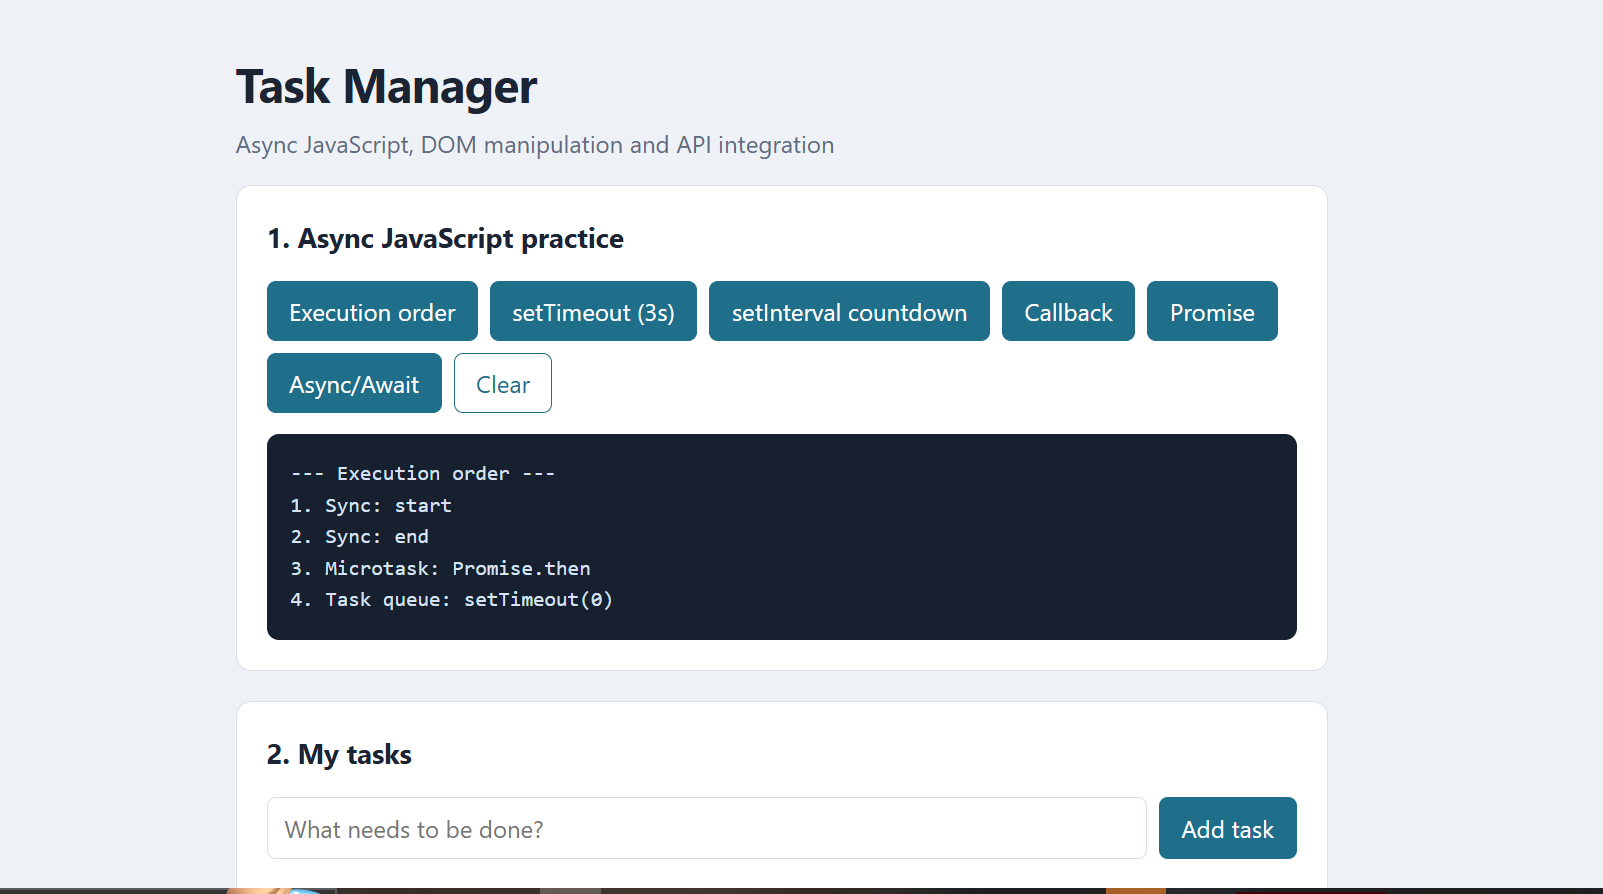 Task Manager
Async JavaScript, DOM manipulation and API integration
1. Async JavaScript practice
Execution order
setTimeout (3s)
setInterval countdown
Callback
Promise
Async/Await
Clear
--- Execution order ---
1. Sync: start
2. Sync: end
3. Microtask: Promise.then
4. Task queue: setTimeout(0)
2. My tasks
What needs to be done?
Add task